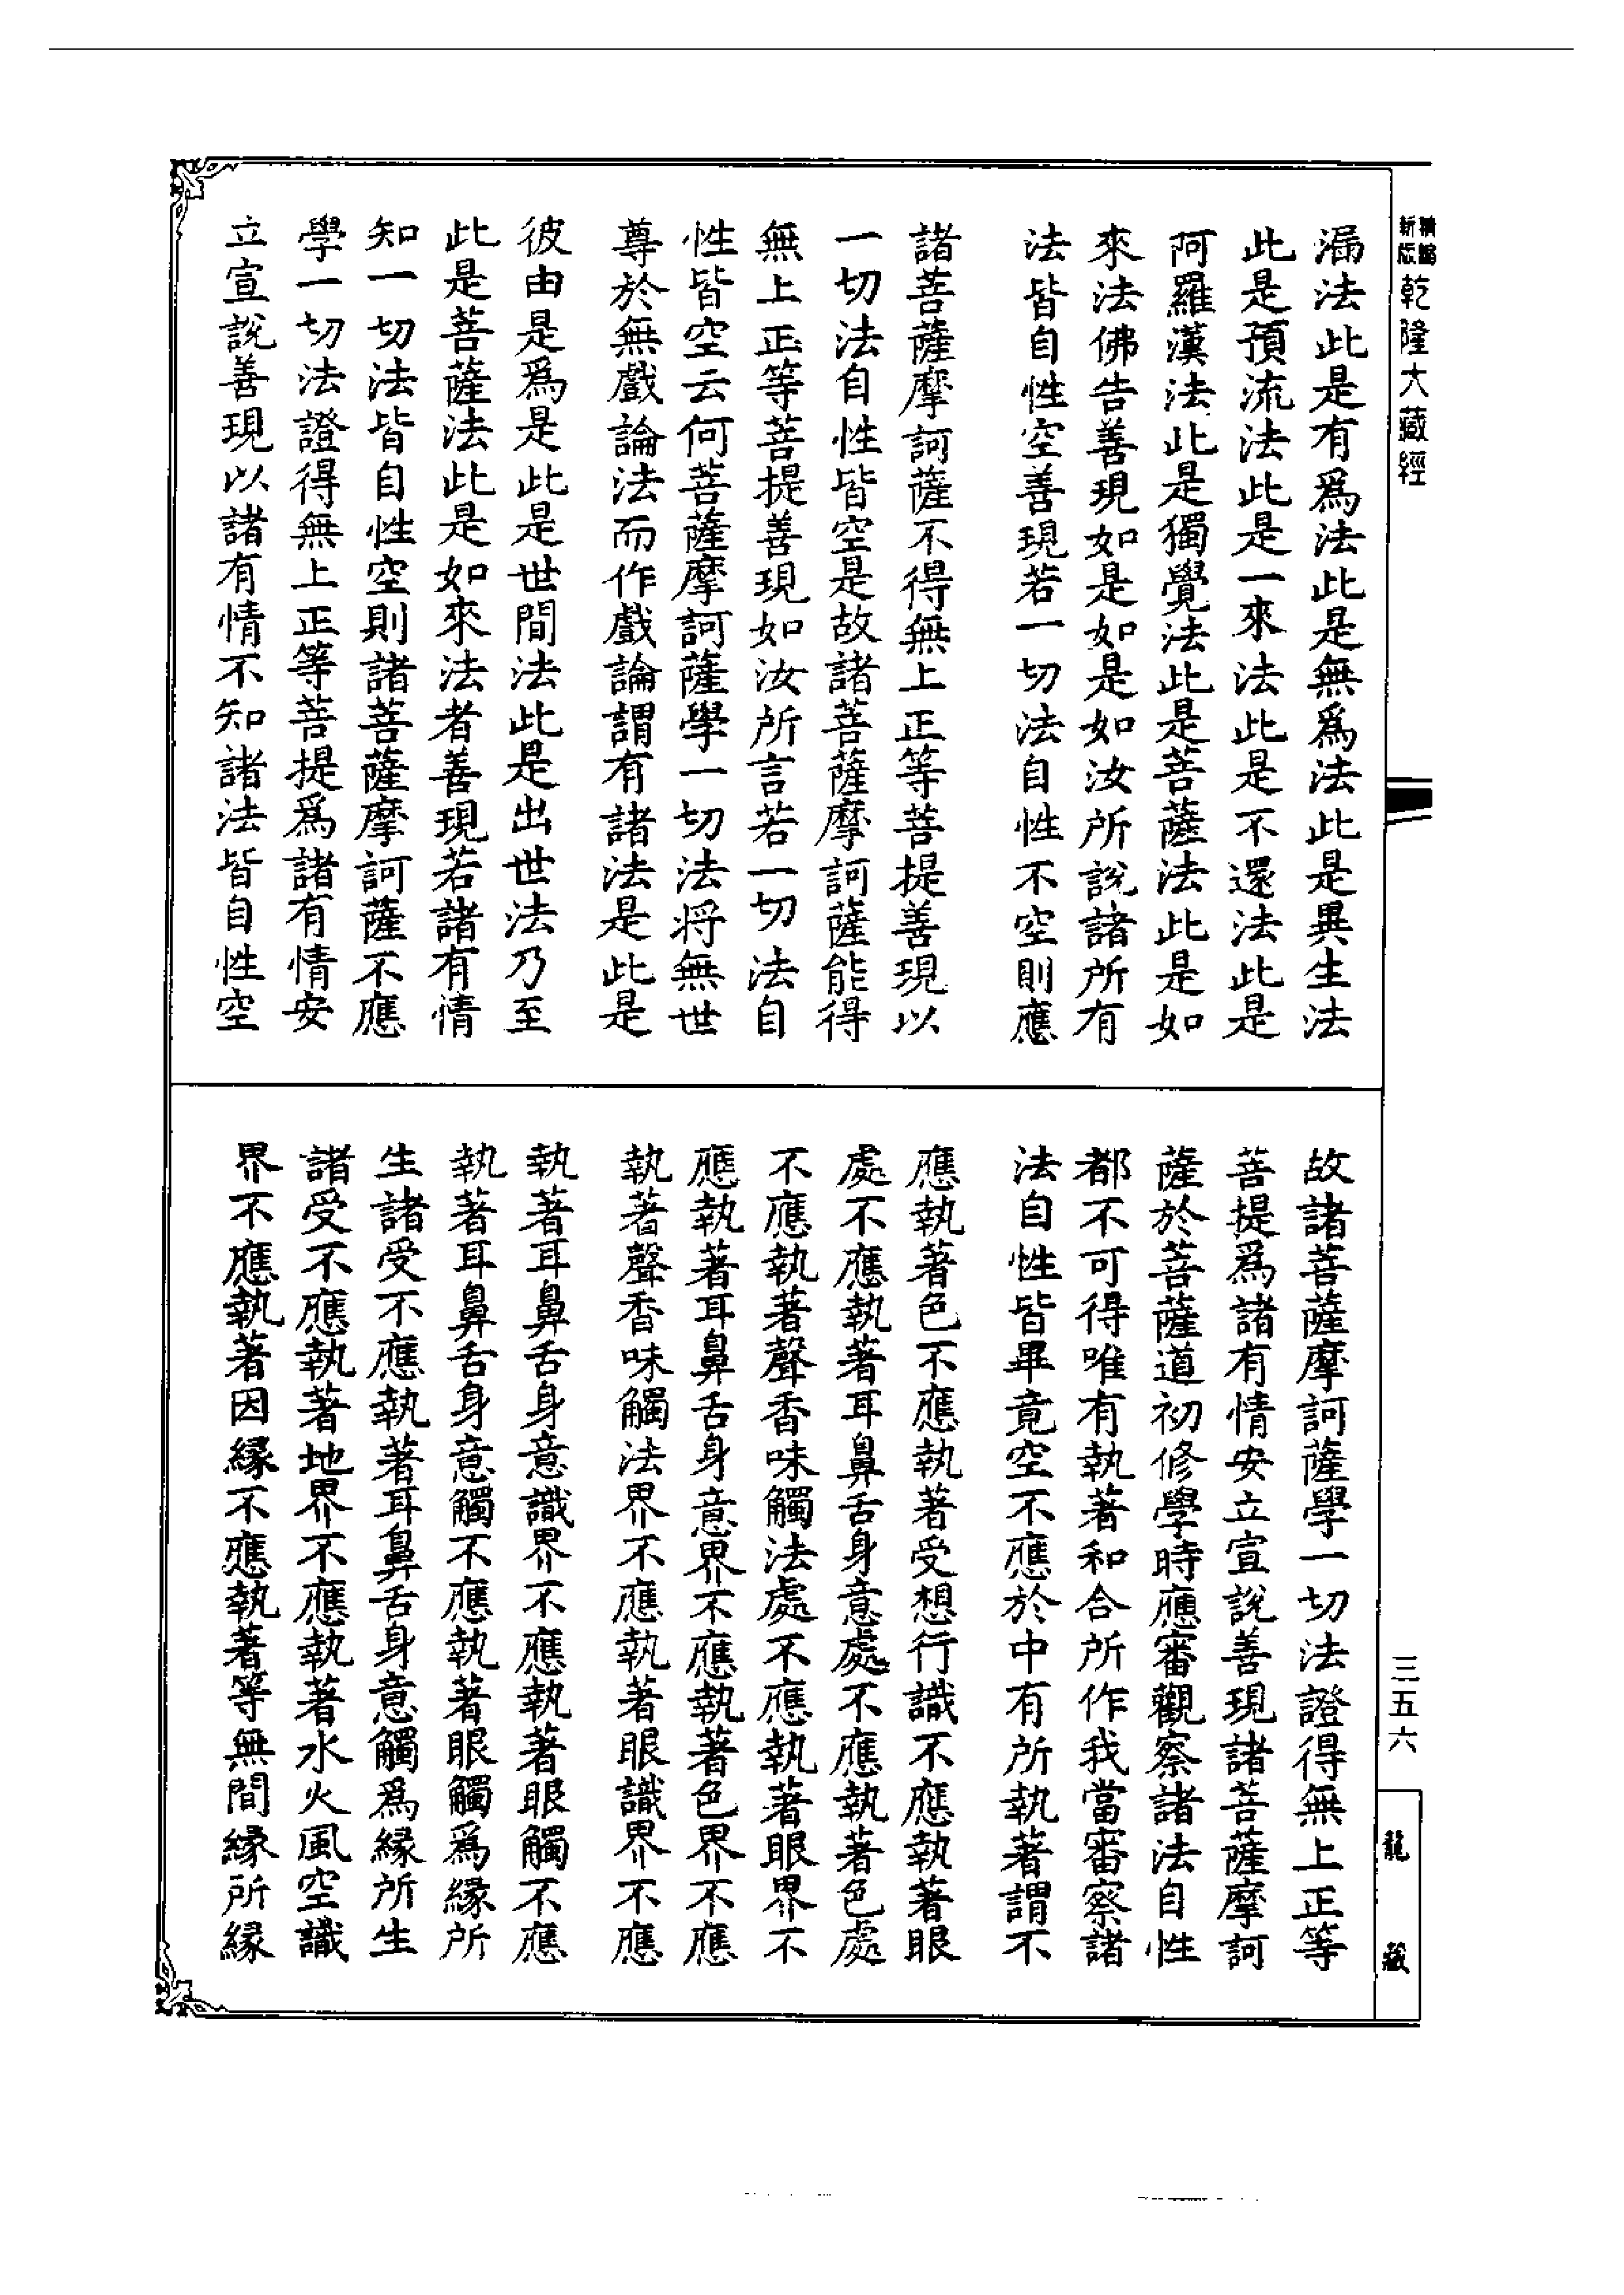 精編
新版
乾隆大藏經
漏法此是有爲法此是無爲法此是異生法
此是預流法此是一來法此是不還法此是
阿羅漢法此是獨覺法此是菩薩法此是如
來法佛告善現如是如是如汝所說諸所有
法皆自性空善現若一切法自性不空則應
諸菩薩摩訶薩不得無上正等菩提善現以
一切法自性皆空是故諸菩薩摩訶薩能得
無上正等菩提善現如汝所言若一切法自
性皆空云何菩薩摩訶薩學一切法將無世
尊於無戲論法而作戲論謂有諸法是此是
彼由是爲是此是世間法此是出世法乃至
此是菩薩法此是如來法者善現若諸有情
知一切法皆自性空則諸菩薩摩訶薩不應
學一切法證得無上正等菩提爲諸有情安
立宣說善現以諸有情不知諸法皆自性空
三五六
龍藏
故諸菩薩摩訶薩學一切法證得無上正等
菩提爲諸有情安立宣說善現諸菩薩摩訶
薩於菩薩道初修學時應審觀察諸法自性
都不可得唯有執著和合所作我當審察諸
法自性皆畢竟空不應於中有所執著謂不
應執著色不應執著受想行識不應執著眼
處不應執著耳鼻舌身意處不應執著色處
不應執著聲香味觸法處不應執著眼界不
應執著耳鼻舌身意界不應執著色界不應
執著聲香味觸法界不應執著眼識界不應
執著耳鼻舌身意識界不應執著眼觸不應
執著耳鼻舌身意觸不應執著眼觸爲緣所
生諸受不應執著耳鼻舌身意觸爲緣所生
諸受不應執著地界不應執著水火風空識
界不應執著因緣不應執著等無間緣所緣